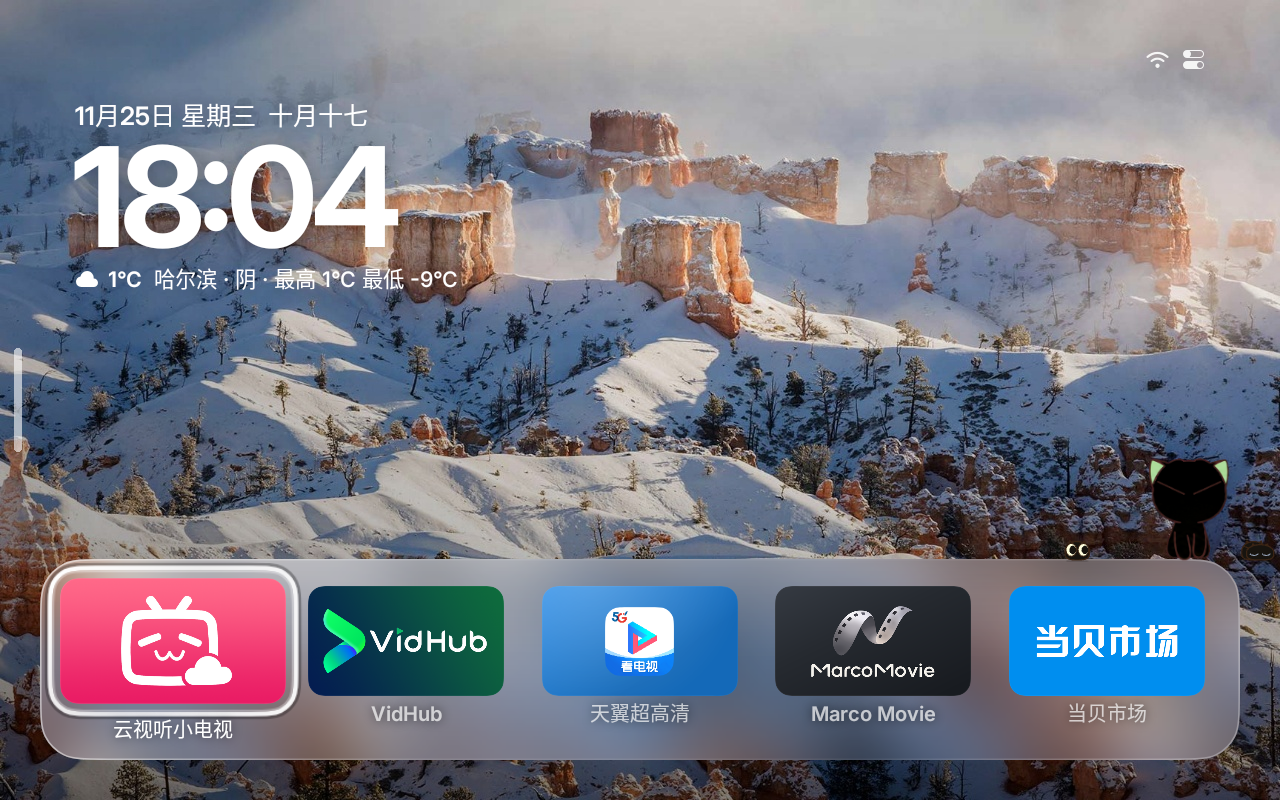 11月25日 星期三 十月十七
18:04
1°C 哈尔滨 · 阴 · 最高 1°C 最低 -9°C
VidHub
5G
看电视
MarcoMovie
当贝市场
云视听小电视
VidHub
天翼超高清
Marco Movie
当贝市场